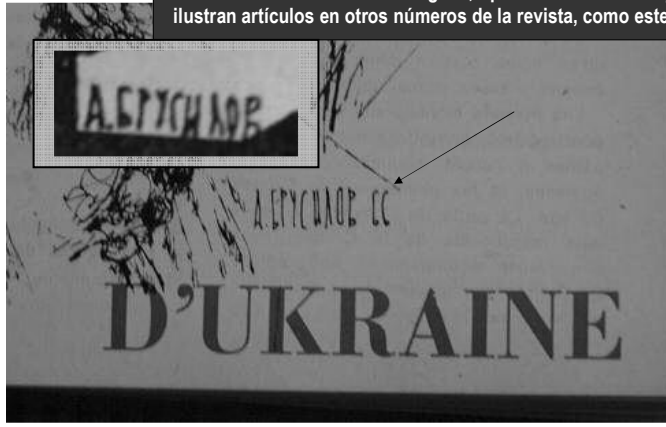 ilustran artículos en otros números de la revista, como este
А.БРУСИЛОВ
А.БРУСИЛОВ СС
D'UKRAINE